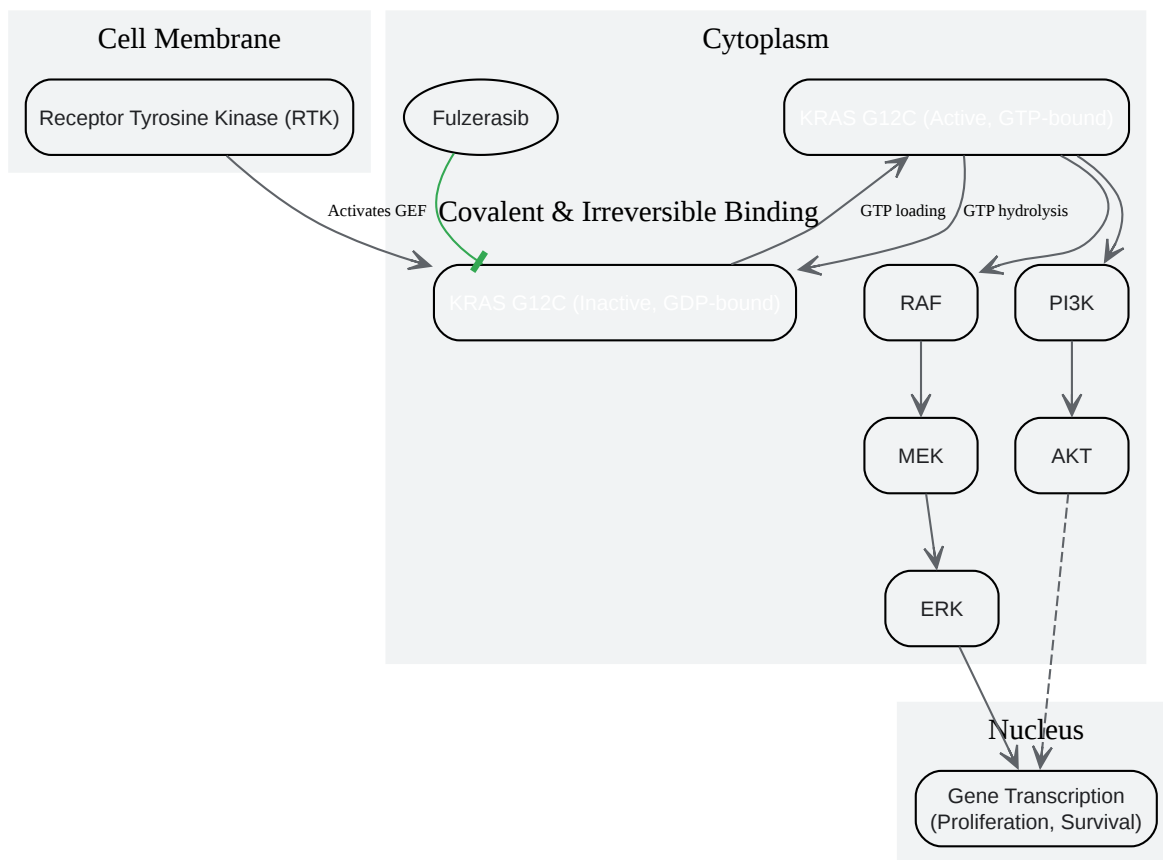 Cell Membrane
Cytoplasm
Receptor Tyrosine Kinase (RTK)
Fulzerasib
KRAS G12C (Active, GTP-bound)
Activates GEF
Covalent & Irreversible Binding
GTP loading
GTP hydrolysis
KRAS G12C (Inactive, GDP-bound)
RAF
PI3K
MEK
AKT
ERK
Nucleus
Gene Transcription
(Proliferation, Survival)